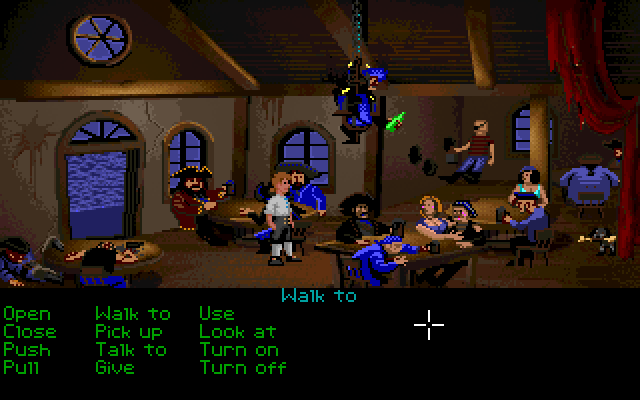 Walk to
Open Walk to Use
Close Pick up Look at
Push Talk to Turn on
Pull Give Turn off